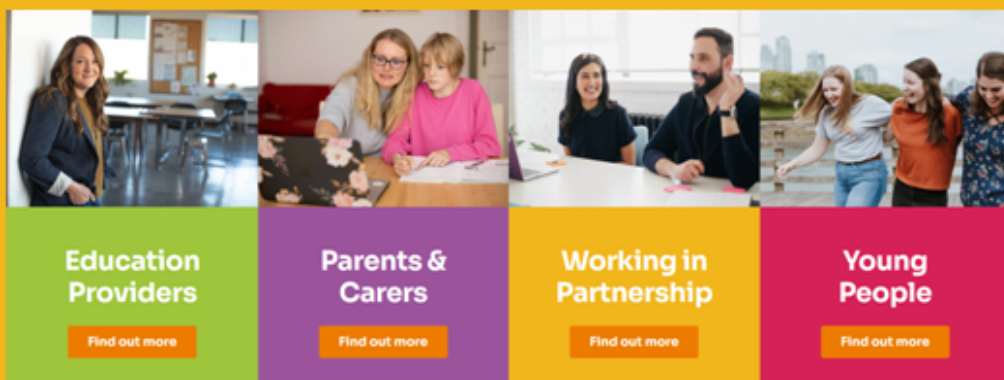 Education
Providers
Find out more
Parents &
Carers
Find out more
Working in
Partnership
Find out more
Young
People
Find out more